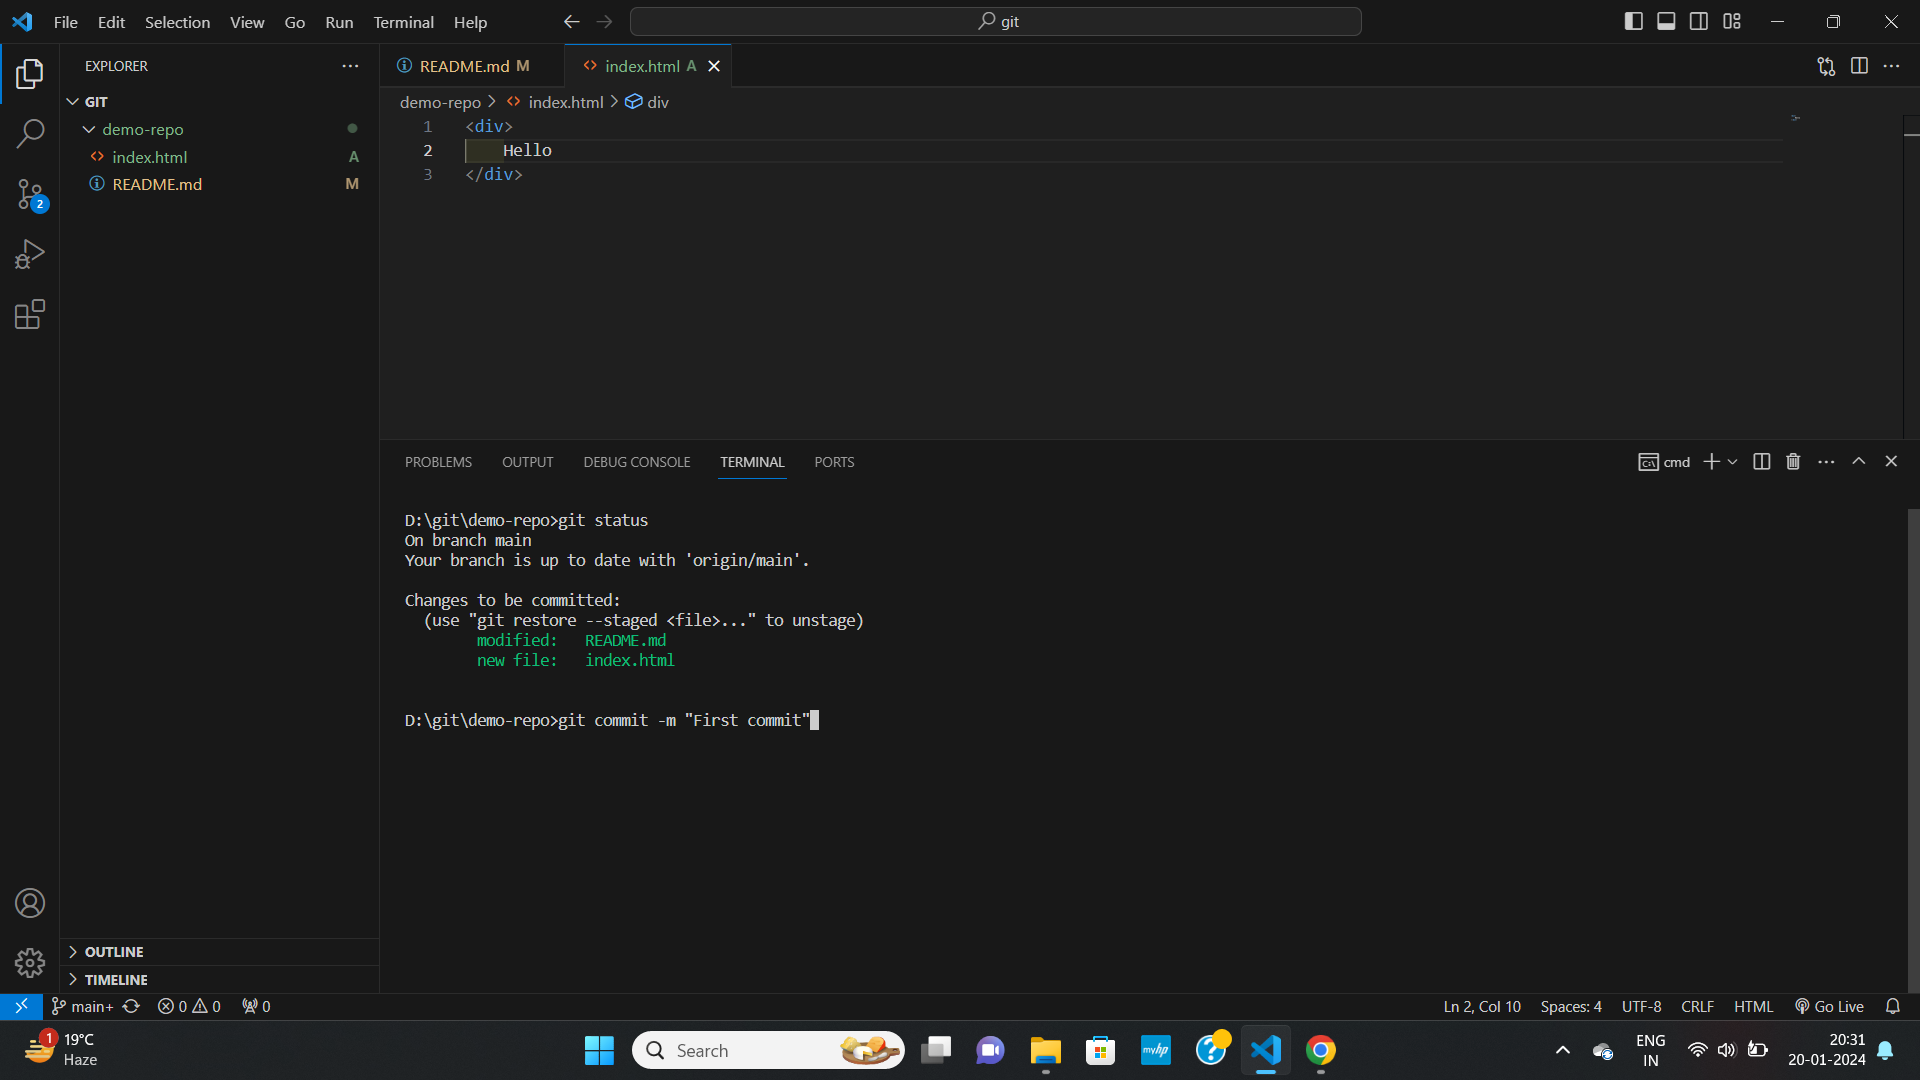 File Edit Selection View Go Run Terminal Help
git
EXPLORER
GIT
demo-repo
index.html A
README.md M
2
README.md M
index.html A
demo-repo > index.html > div
1 <div>
2 Hello
3 </div>
PROBLEMS OUTPUT DEBUG CONSOLE TERMINAL PORTS
cmd
D:\git\demo-repo>git status
On branch main
Your branch is up to date with 'origin/main'.
Changes to be committed:
(use "git restore --staged <file>..." to unstage)
modified: README.md
new file: index.html
D:\git\demo-repo>git commit -m "First commit"
OUTLINE
TIMELINE
main+ 0 0 0
Ln 2, Col 10 Spaces: 4 UTF-8 CRLF HTML Go Live
1
19°C
Haze
Search
myhp
ENG
IN
20:31
20-01-2024